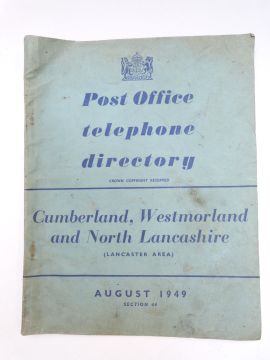 Post Office
telephone
directory
CROWN COPYRIGHT RESERVED
Cumberland, Westmorland
and North Lancashire
(LANCASTER AREA)
AUGUST 1949